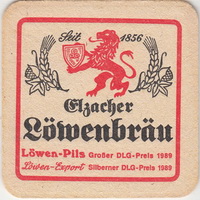 Seit 1856
Elzacher
Löwenbräu
Löwen-Pils Großer DLG-Preis 1989
Löwen-Export Silberner DLG-Preis 1989